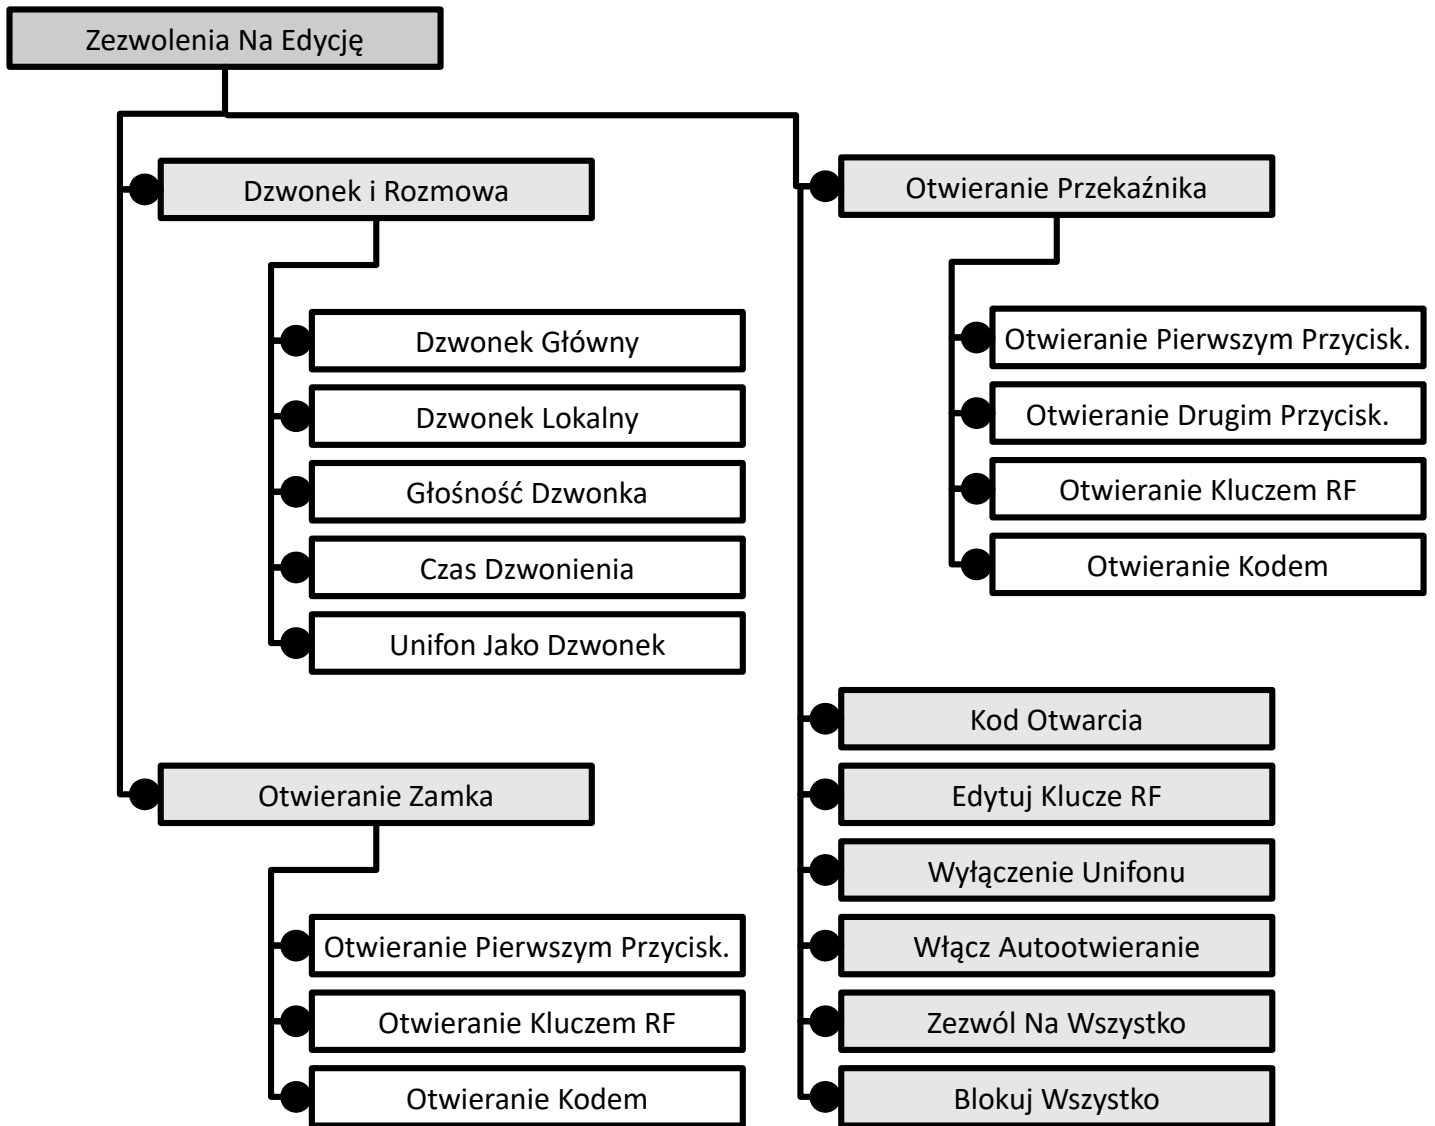 Zezwolenia Na Edycję
Dzwonek i Rozmowa
Dzwonek Główny
Dzwonek Lokalny
Głośność Dzwonka
Czas Dzwonienia
Unifon Jako Dzwonek
Otwieranie Zamka
Otwieranie Pierwszym Przycisk.
Otwieranie Kluczem RF
Otwieranie Kodem
Otwieranie Przekaźnika
Otwieranie Pierwszym Przycisk.
Otwieranie Drugim Przycisk.
Otwieranie Kluczem RF
Otwieranie Kodem
Kod Otwarcia
Edytuj Klucze RF
Wyłączenie Unifonu
Włącz Autootwieranie
Zezwól Na Wszystko
Blokuj Wszystko